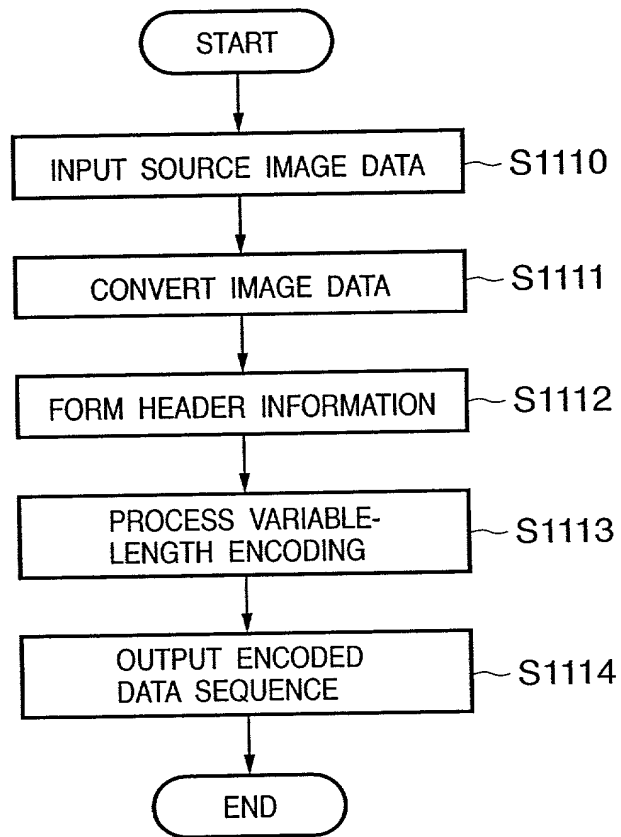 START
INPUT SOURCE IMAGE DATA S1110
CONVERT IMAGE DATA S1111
FORM HEADER INFORMATION S1112
PROCESS VARIABLE-
LENGTH ENCODING S1113
OUTPUT ENCODED
DATA SEQUENCE S1114
END